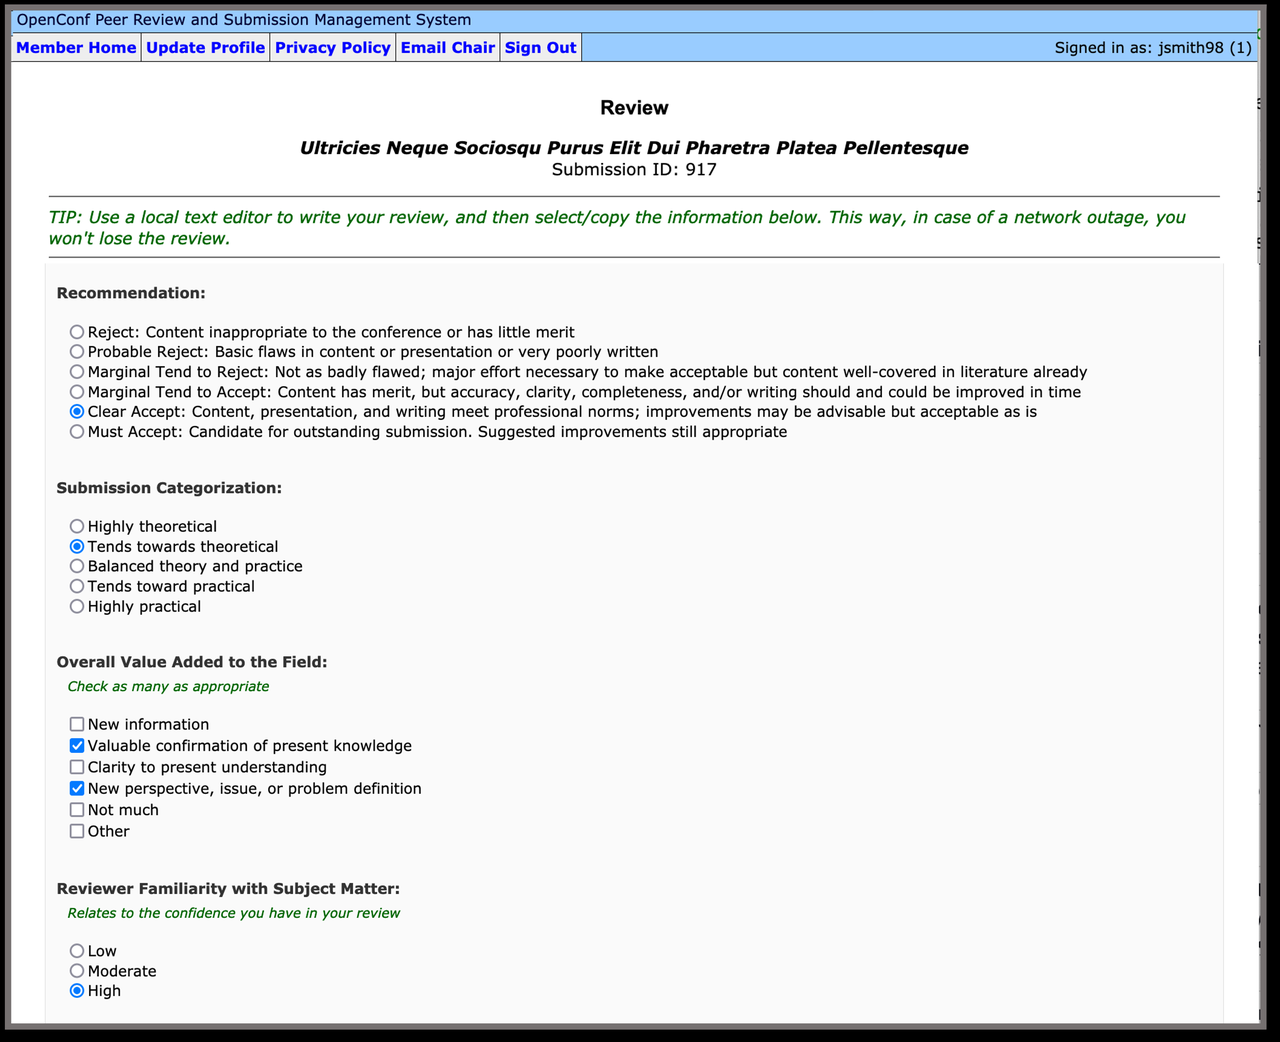 OpenConf Peer Review and Submission Management System
Member Home Update Profile Privacy Policy Email Chair Sign Out Signed in as: jsmith98 (1)
Review
Ultricies Neque Sociosqu Purus Elit Dui Pharetra Platea Pellentesque
Submission ID: 917
TIP: Use a local text editor to write your review, and then select/copy the information below. This way, in case of a network outage, you
won't lose the review.
Recommendation:
Reject: Content inappropriate to the conference or has little merit
Probable Reject: Basic flaws in content or presentation or very poorly written
Marginal Tend to Reject: Not as badly flawed; major effort necessary to make acceptable but content well-covered in literature already
Marginal Tend to Accept: Content has merit, but accuracy, clarity, completeness, and/or writing should and could be improved in time
Clear Accept: Content, presentation, and writing meet professional norms; improvements may be advisable but acceptable as is
Must Accept: Candidate for outstanding submission. Suggested improvements still appropriate
Submission Categorization:
Highly theoretical
Tends towards theoretical
Balanced theory and practice
Tends toward practical
Highly practical
Overall Value Added to the Field:
Check as many as appropriate
New information
Valuable confirmation of present knowledge
Clarity to present understanding
New perspective, issue, or problem definition
Not much
Other
Reviewer Familiarity with Subject Matter:
Relates to the confidence you have in your review
Low
Moderate
High